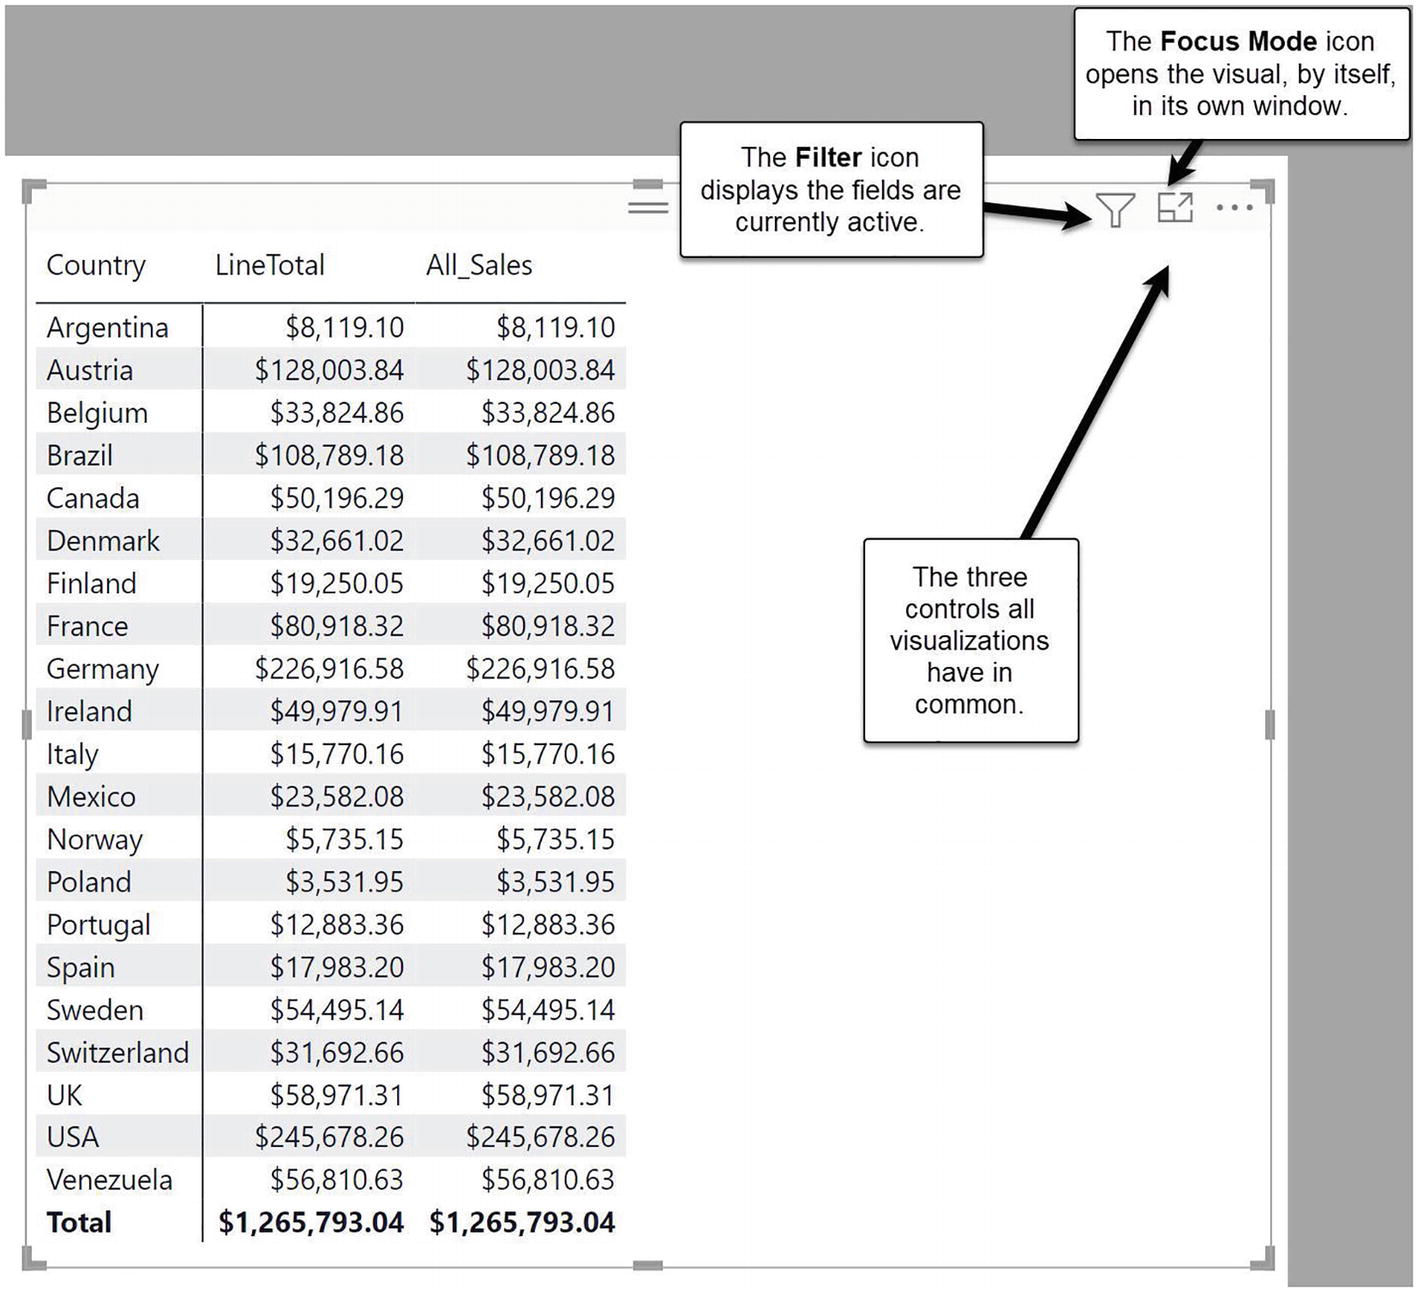 The Focus Mode icon
opens the visual, by itself,
in its own window.
The Filter icon
displays the fields are
currently active.
Country LineTotal All_Sales
Argentina $8,119.10 $8,119.10
Austria $128,003.84 $128,003.84
Belgium $33,824.86 $33,824.86
Brazil $108,789.18 $108,789.18
Canada $50,196.29 $50,196.29
Denmark $32,661.02 $32,661.02
Finland $19,250.05 $19,250.05
France $80,918.32 $80,918.32
Germany $226,916.58 $226,916.58
Ireland $49,979.91 $49,979.91
Italy $15,770.16 $15,770.16
Mexico $23,582.08 $23,582.08
Norway $5,735.15 $5,735.15
Poland $3,531.95 $3,531.95
Portugal $12,883.36 $12,883.36
Spain $17,983.20 $17,983.20
Sweden $54,495.14 $54,495.14
Switzerland $31,692.66 $31,692.66
UK $58,971.31 $58,971.31
USA $245,678.26 $245,678.26
Venezuela $56,810.63 $56,810.63
Total $1,265,793.04 $1,265,793.04
The three
controls all
visualizations
have in
common.